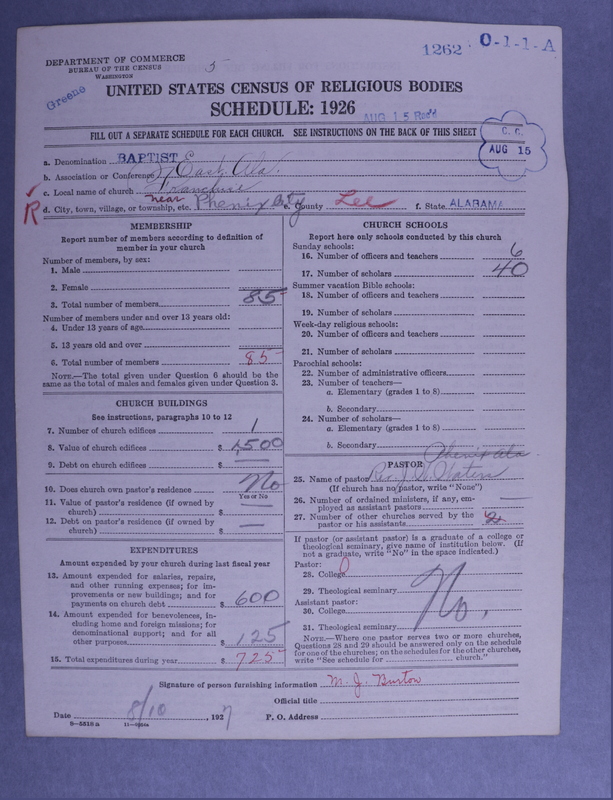 1262 O-1-1-A
DEPARTMENT OF COMMERCE
BUREAU OF THE CENSUS
WASHINGTON
5
Greene
UNITED STATES CENSUS OF RELIGIOUS BODIES
SCHEDULE: 1926
AUG 15 Rec'd
FILL OUT A SEPARATE SCHEDULE FOR EACH CHURCH. SEE INSTRUCTIONS ON THE BACK OF THIS SHEET
C. C.
AUG 15
a. Denomination BAPTIST
b. Association or Conference 27 East Ala.
c. Local name of church
R d. City, town, village, or township, etc. near Phenix City e. County Lee f. State ALABAMA
MEMBERSHIP
Report number of members according to definition of
member in your church
Number of members, by sex:
1. Male
2. Female
3. Total number of members 85
Number of members under and over 13 years old:
4. Under 13 years of age
5. 13 years old and over
6. Total number of members 85
NOTE.—The total given under Question 6 should be the
same as the total of males and females given under Question 3.
CHURCH BUILDINGS
See instructions, paragraphs 10 to 12
7. Number of church edifices 1
8. Value of church edifices $ 1,500
9. Debt on church edifices $ —
10. Does church own pastor's residence No
Yes or No
11. Value of pastor's residence (if owned by
church) $ —
12. Debt on pastor's residence (if owned by
church) $ —
EXPENDITURES
Amount expended by your church during last fiscal year
13. Amount expended for salaries, repairs,
and other running expenses; for im-
provements or new buildings; and for
payments on church debt $ 600
14. Amount expended for benevolences, in-
cluding home and foreign missions; for
denominational support; and for all
other purposes $ 125
15. Total expenditures during year $ 725
CHURCH SCHOOLS
Report here only schools conducted by this church
Sunday schools:
16. Number of officers and teachers 6
17. Number of scholars 40
Summer vacation Bible schools:
18. Number of officers and teachers
19. Number of scholars
Week-day religious schools:
20. Number of officers and teachers
21. Number of scholars
Parochial schools:
22. Number of administrative officers
23. Number of teachers—
a. Elementary (grades 1 to 8)
b. Secondary
24. Number of scholars—
a. Elementary (grades 1 to 8)
b. Secondary
Phenix Ala
PASTOR
25. Name of pastor Rev. J.
(If church has no pastor, write "None")
26. Number of ordained ministers, if any, em-
ployed as assistant pastors —
27. Number of other churches served by the
pastor or his assistants 2
If pastor (or assistant pastor) is a graduate of a college or
theological seminary, give name of institution below. (If
not a graduate, write "No" in the space indicated.)
Pastor:
28. College
29. Theological seminary
No.
Assistant pastor:
30. College
31. Theological seminary
NOTE.—Where one pastor serves two or more churches,
Questions 28 and 29 should be answered only on the schedule
for one of the churches; on the schedules for the other churches,
write "See schedule for church."
Signature of person furnishing information M. J. Burton
Official title
Date 8/10, 1927 P. O. Address
8-5518 a